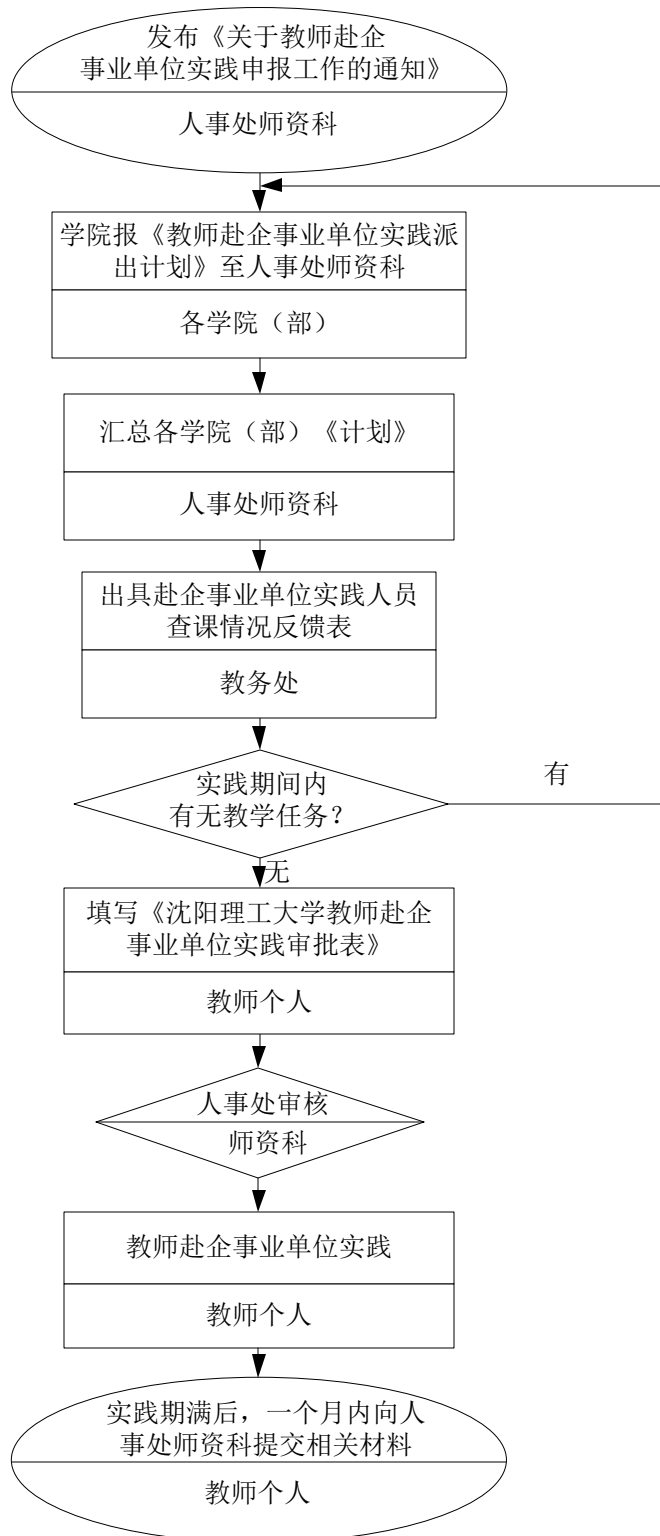 发布《关于教师赴企
事业单位实践申报工作的通知》
人事处师资科
学院报《教师赴企事业单位实践派
出计划》至人事处师资科
各学院（部）
汇总各学院（部）《计划》
人事处师资科
出具赴企事业单位实践人员
查课情况反馈表
教务处
实践期间内
有无教学任务？
有
无
填写《沈阳理工大学教师赴企
事业单位实践审批表》
教师个人
人事处审核
师资科
教师赴企事业单位实践
教师个人
实践期满后，一个月内向人
事处师资科提交相关材料
教师个人